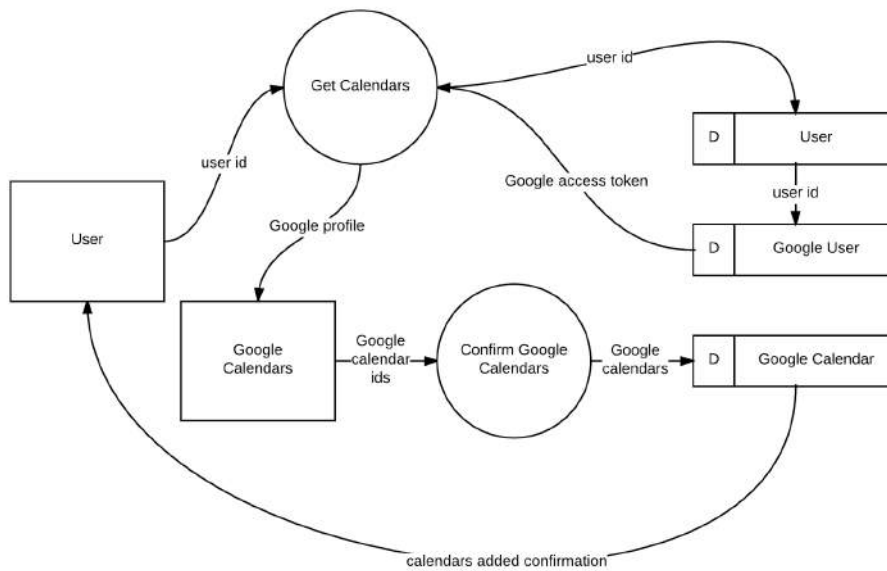 user id
Get Calendars
D
User
user id
Google access token
user id
User
Google profile
D
Google User
Google
Calendars
Google
calendar
ids
Confirm Google
Calendars
Google
calendars
D
Google Calendar
calendars added confirmation